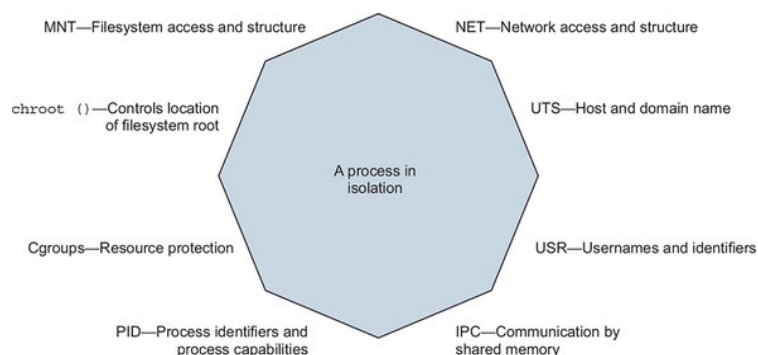 MNT—Filesystem access and structure
NET—Network access and structure
chroot ()—Controls location
of filesystem root
UTS—Host and domain name
A process in
isolation
Cgroups—Resource protection
USR—Usernames and identifiers
PID—Process identifiers and
process capabilities
IPC—Communication by
shared memory